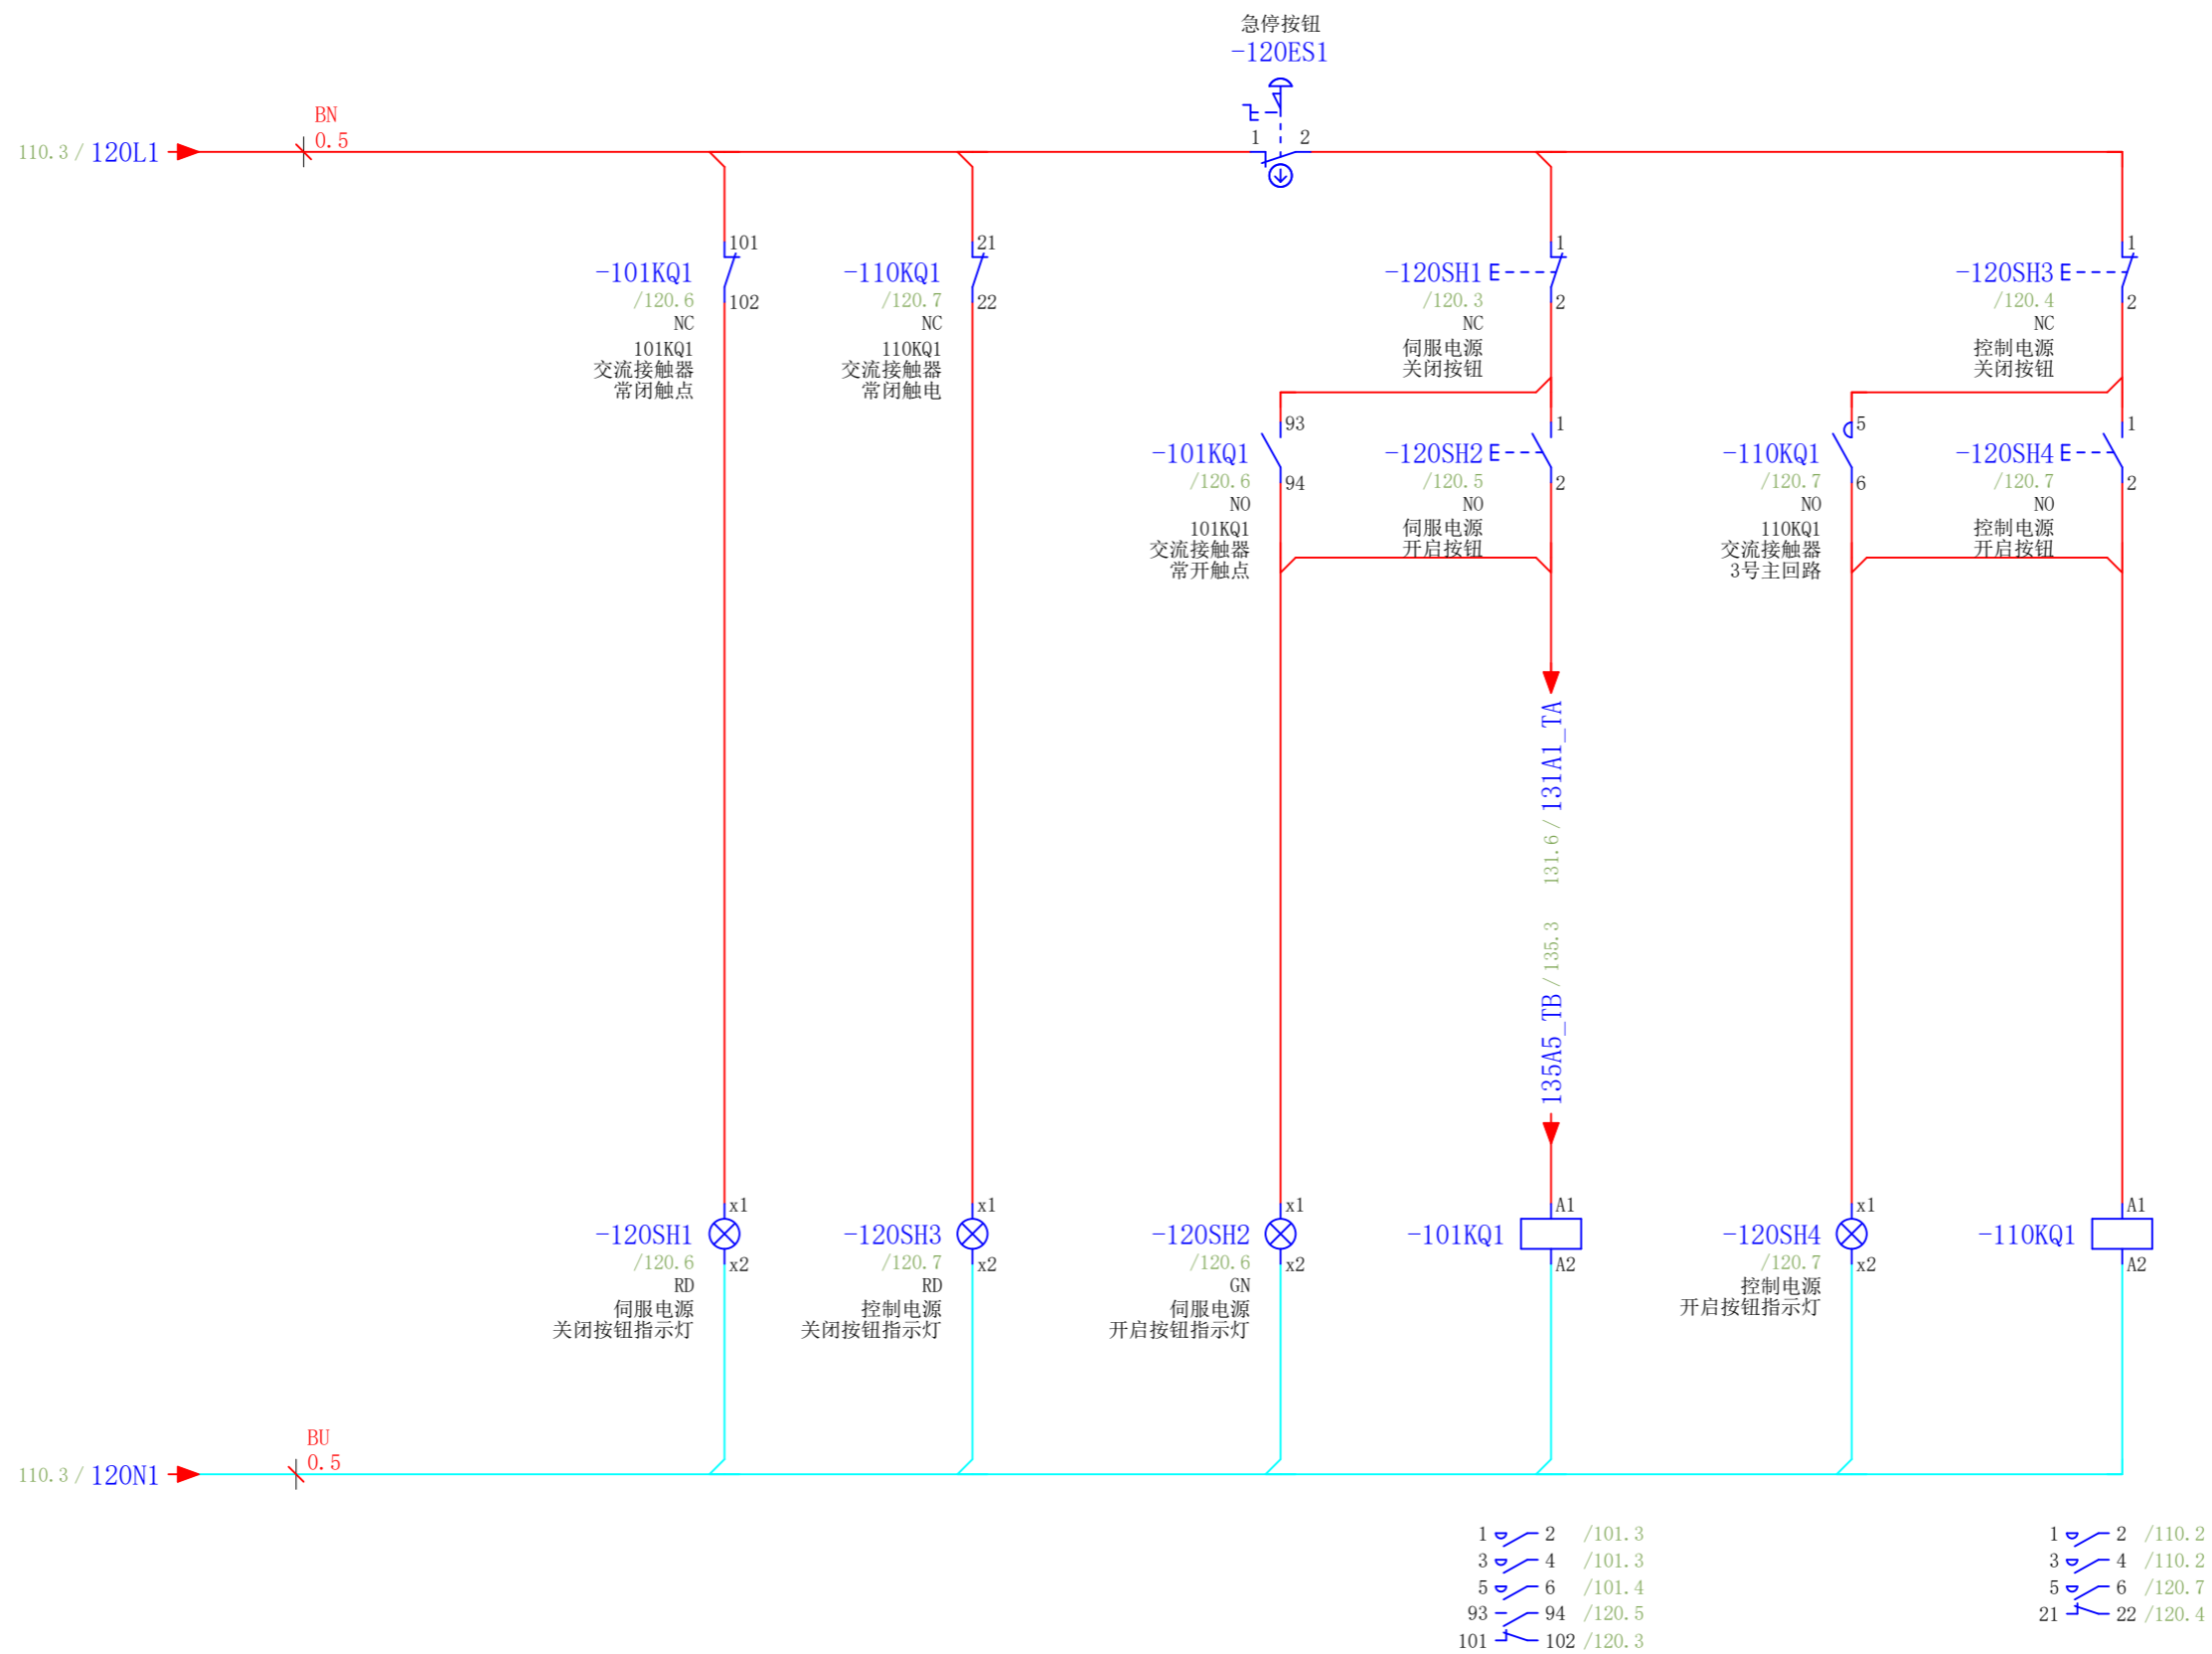 急停按钮
-120ES1
BN
0.5
110.3 / 120L1
1
2
101
-101KQ1
/120.6
102
NC
101KQ1
交流接触器
常闭触点
21
-110KQ1
/120.7
22
NC
110KQ1
交流接触器
常闭触电
1
-120SH1
/120.3
2
NC
伺服电源
关闭按钮
1
-120SH3
/120.4
2
NC
控制电源
关闭按钮
93
-101KQ1
/120.6
94
NO
101KQ1
交流接触器
常开触点
1
-120SH2
/120.5
2
NO
伺服电源
开启按钮
5
-110KQ1
/120.7
6
NO
110KQ1
交流接触器
3号主回路
1
-120SH4
/120.7
2
NO
控制电源
开启按钮
131.6 / 131A1_TA
135A5_TB / 135.3
x1
-120SH1
/120.6
x2
RD
伺服电源
关闭按钮指示灯
x1
-120SH3
/120.7
x2
RD
控制电源
关闭按钮指示灯
x1
-120SH2
/120.6
x2
GN
伺服电源
开启按钮指示灯
A1
-101KQ1
A2
x1
-120SH4
/120.7
x2
控制电源
开启按钮指示灯
A1
-110KQ1
A2
BU
0.5
110.3 / 120N1
1 2 /101.3
3 4 /101.3
5 6 /101.4
93 94 /120.5
101 102 /120.3
1 2 /110.2
3 4 /110.2
5 6 /120.7
21 22 /120.4